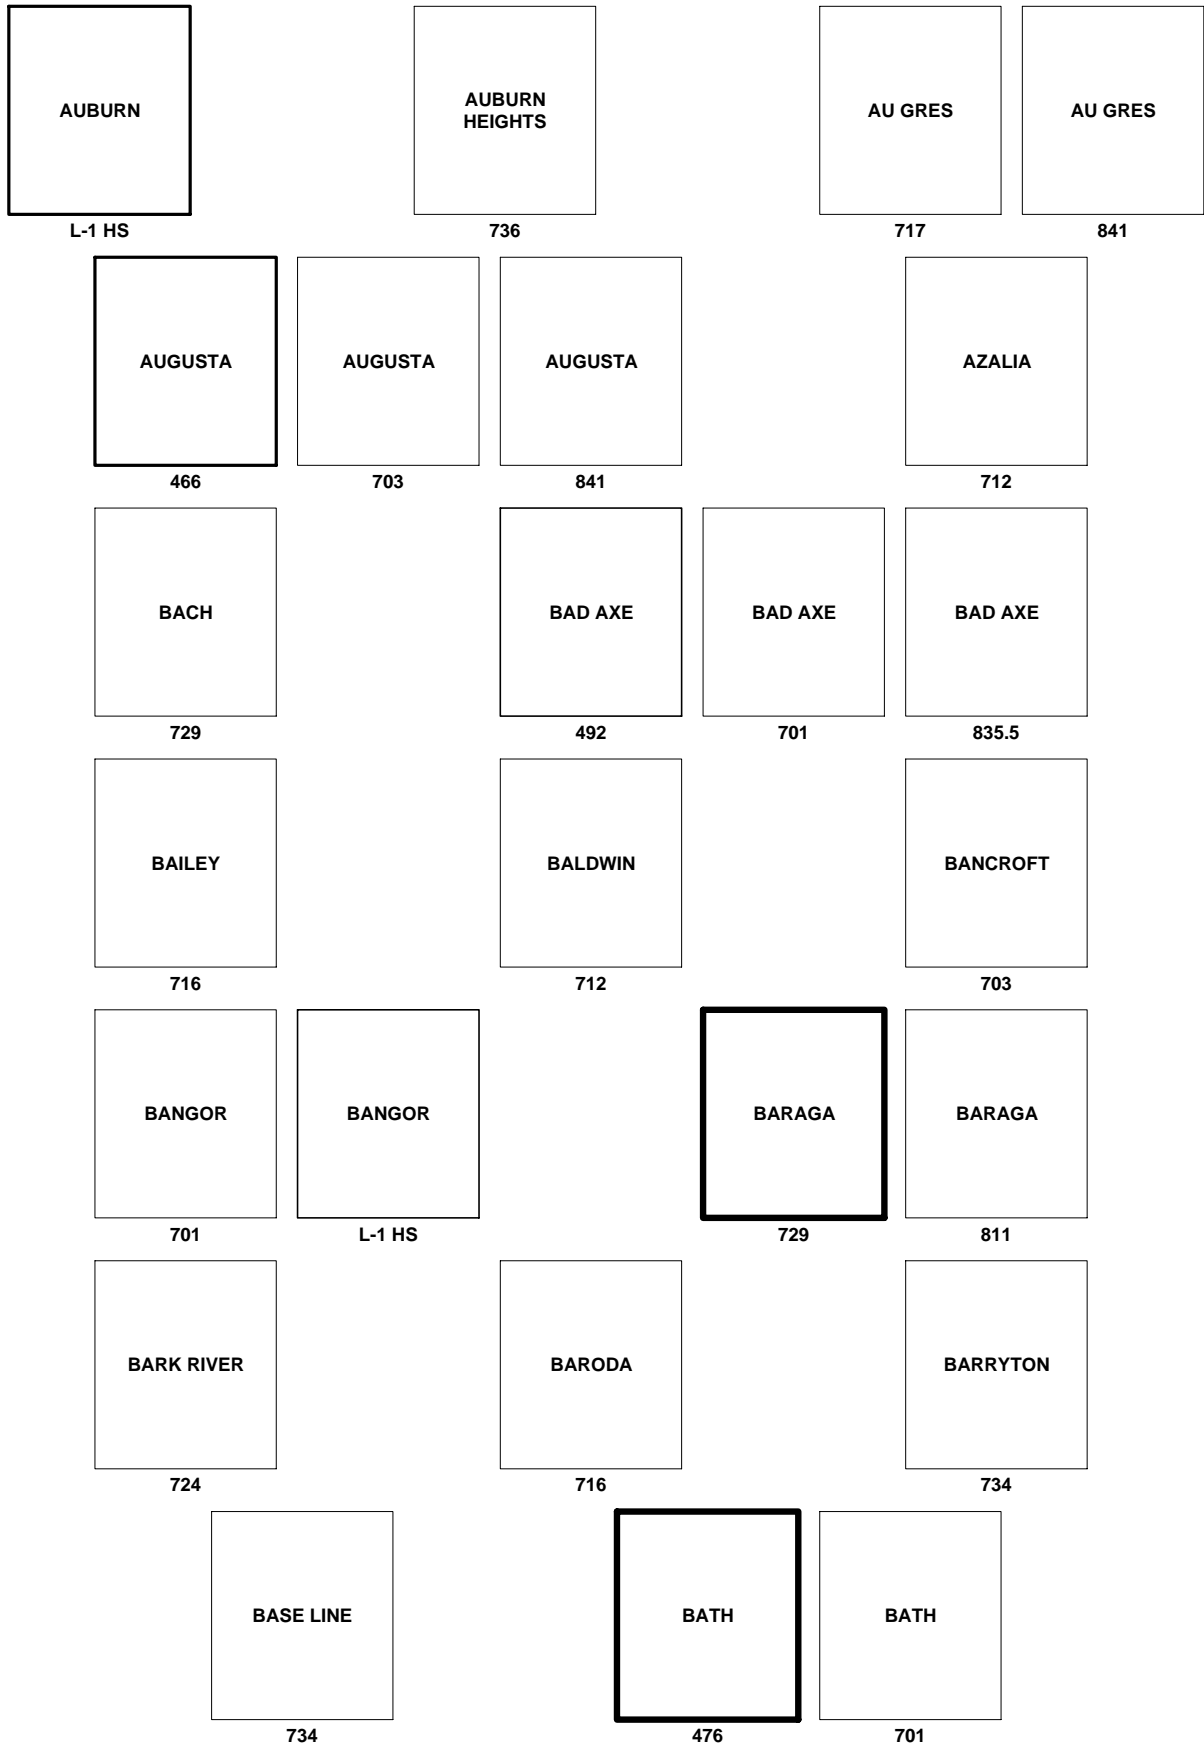 AUBURN
L-1 HS
AUBURN
HEIGHTS
736
AU GRES
717
AU GRES
841
AUGUSTA
466
AUGUSTA
703
AUGUSTA
841
AZALIA
712
BACH
729
BAD AXE
492
BAD AXE
701
BAD AXE
835.5
BAILEY
716
BALDWIN
712
BANCROFT
703
BANGOR
701
BANGOR
L-1 HS
BARAGA
729
BARAGA
811
BARK RIVER
724
BARODA
716
BARRYTON
734
BASE LINE
734
BATH
476
BATH
701